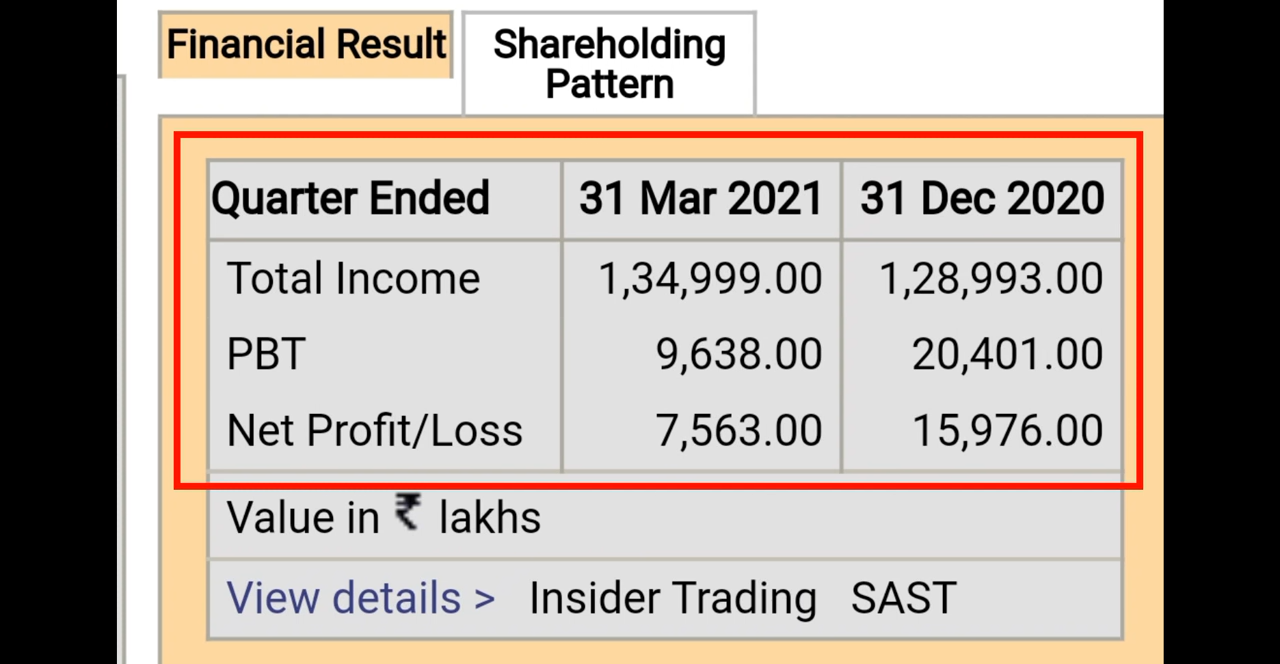 Financial Result
Shareholding
Pattern
Quarter Ended 31 Mar 2021 31 Dec 2020
Total Income 1,34,999.00 1,28,993.00
PBT 9,638.00 20,401.00
Net Profit/Loss 7,563.00 15,976.00
Value in ₹ lakhs
View details > Insider Trading SAST